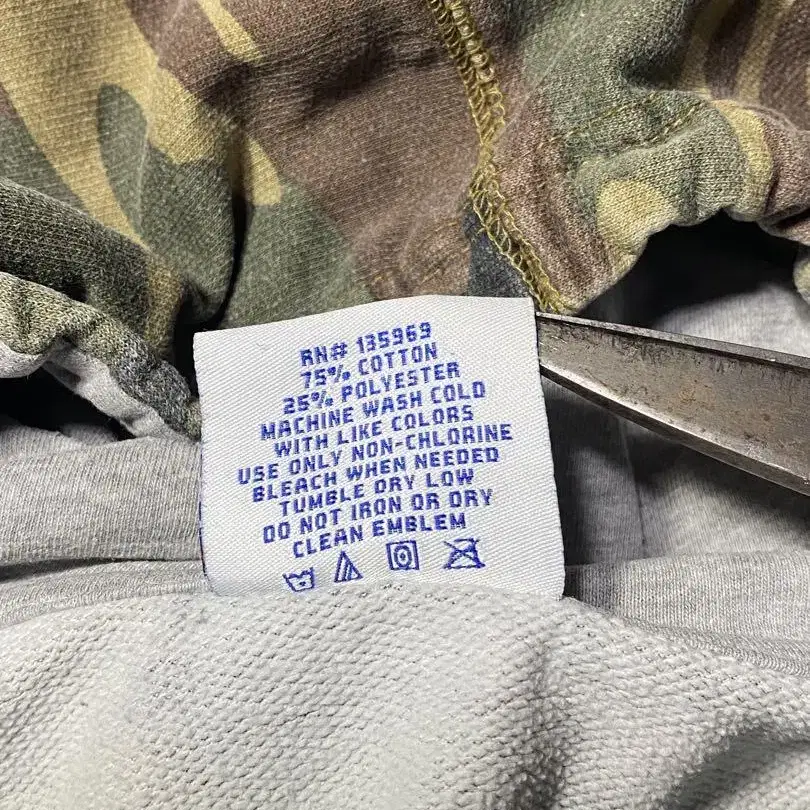 RN# 135969
75% COTTON
25% POLYESTER
MACHINE WASH COLD
WITH LIKE COLORS
USE ONLY NON-CHLORINE
BLEACH WHEN NEEDED
TUMBLE DRY LOW
DO NOT IRON OR DRY
CLEAN EMBLEM